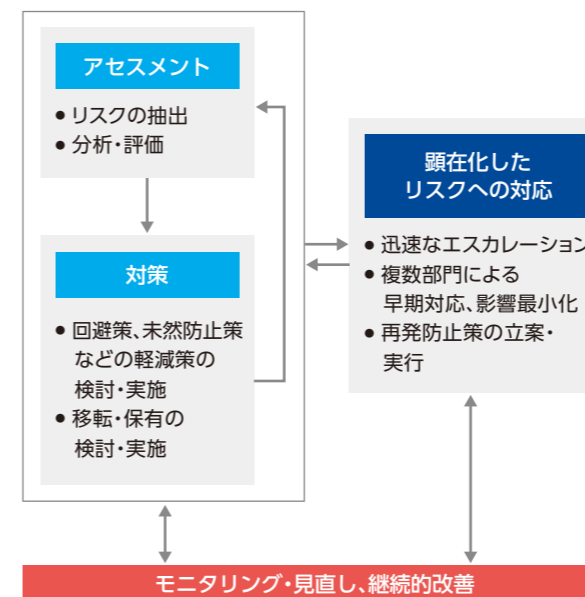 アセスメント
● リスクの抽出
● 分析・評価
対策
● 回避策、未然防止策
などの軽減策の
検討・実施
● 移転・保有の
検討・実施
顕在化した
リスクへの対応
● 迅速なエスカレーション
● 複数部門による
早期対応、影響最小化
● 再発防止策の立案・
実行
モニタリング・見直し、継続的改善